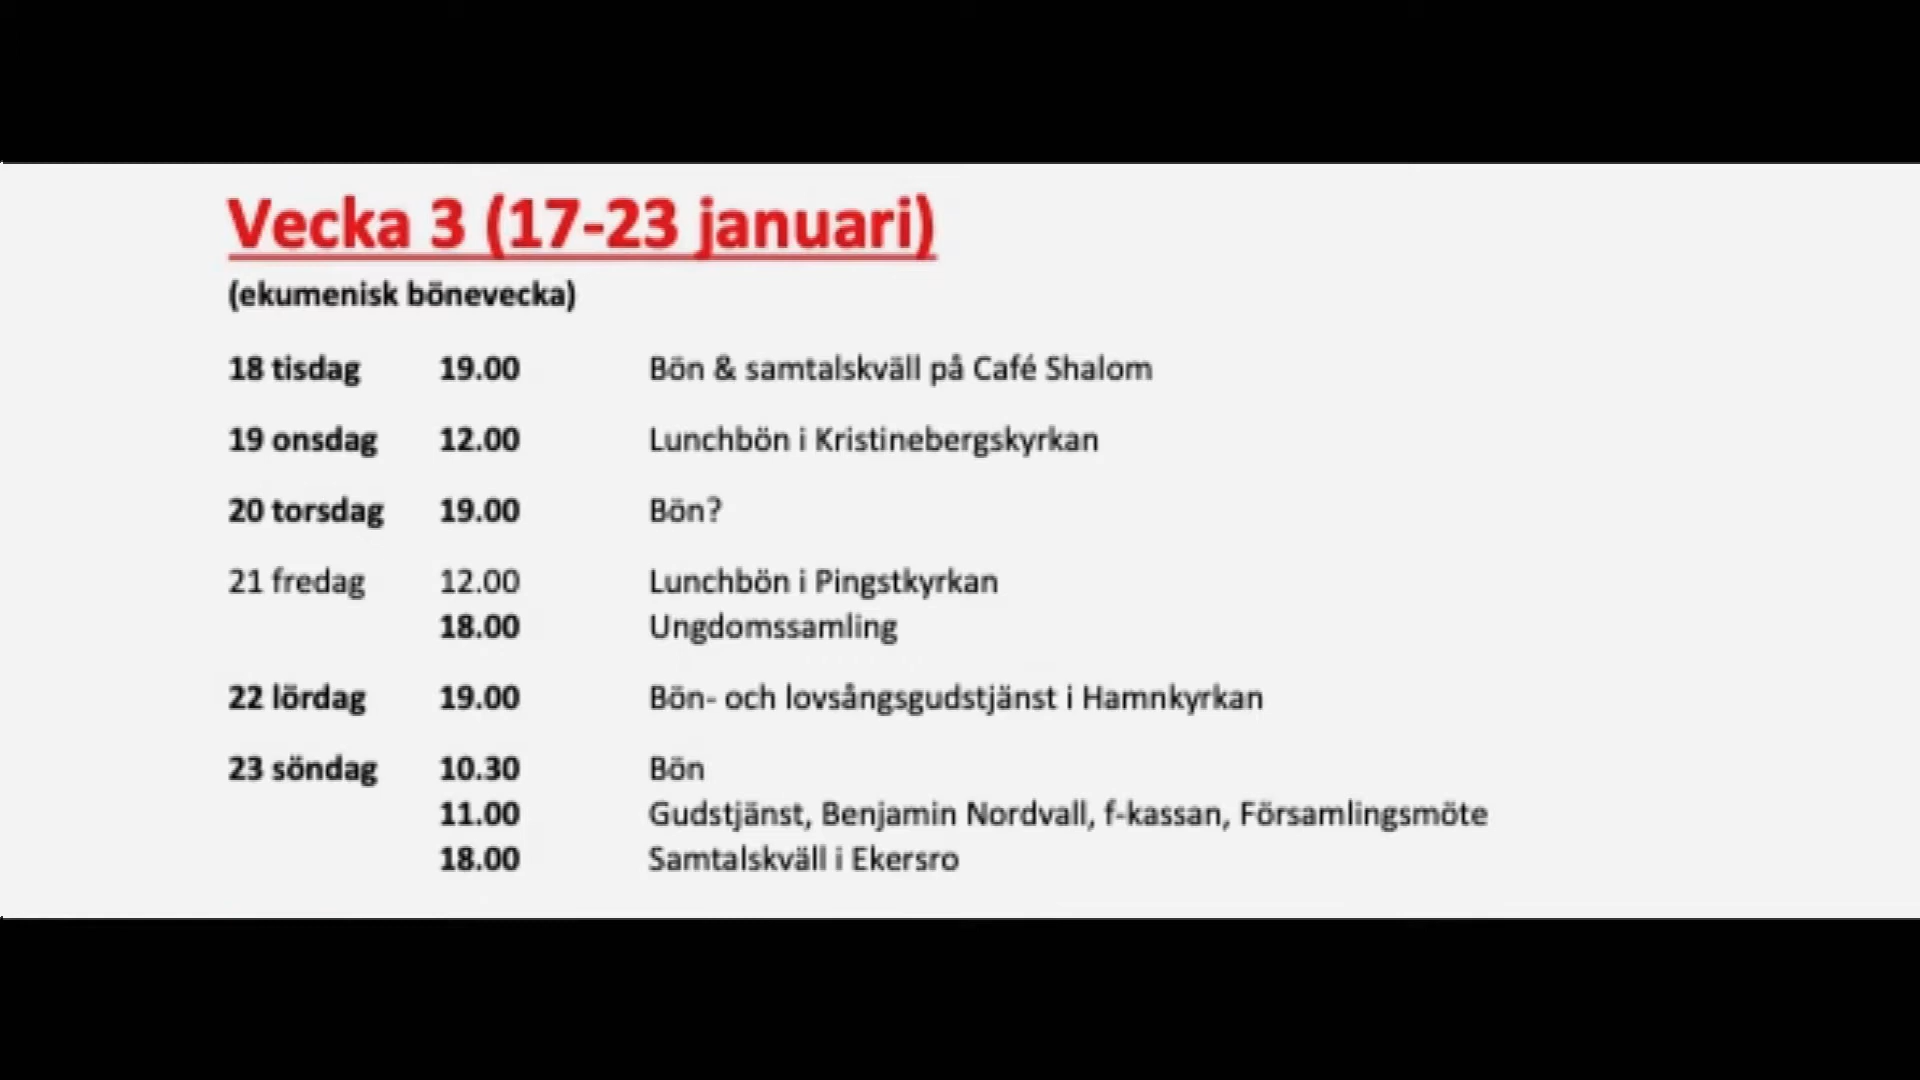 Vecka 3 (17-23 januari)
(ekumenisk bönevecka)
18 tisdag 19.00 Bön & samtalskväll på Café Shalom
19 onsdag 12.00 Lunchbön i Kristinebergskyrkan
20 torsdag 19.00 Bön?
21 fredag 12.00 Lunchbön i Pingstkyrkan
18.00 Ungdomssamling
22 lördag 19.00 Bön- och lovsångsgudstjänst i Hamnkyrkan
23 söndag 10.30 Bön
11.00 Gudstjänst, Benjamin Nordvall, f-kassan, Församlingsmöte
18.00 Samtalskväll i Ekersro